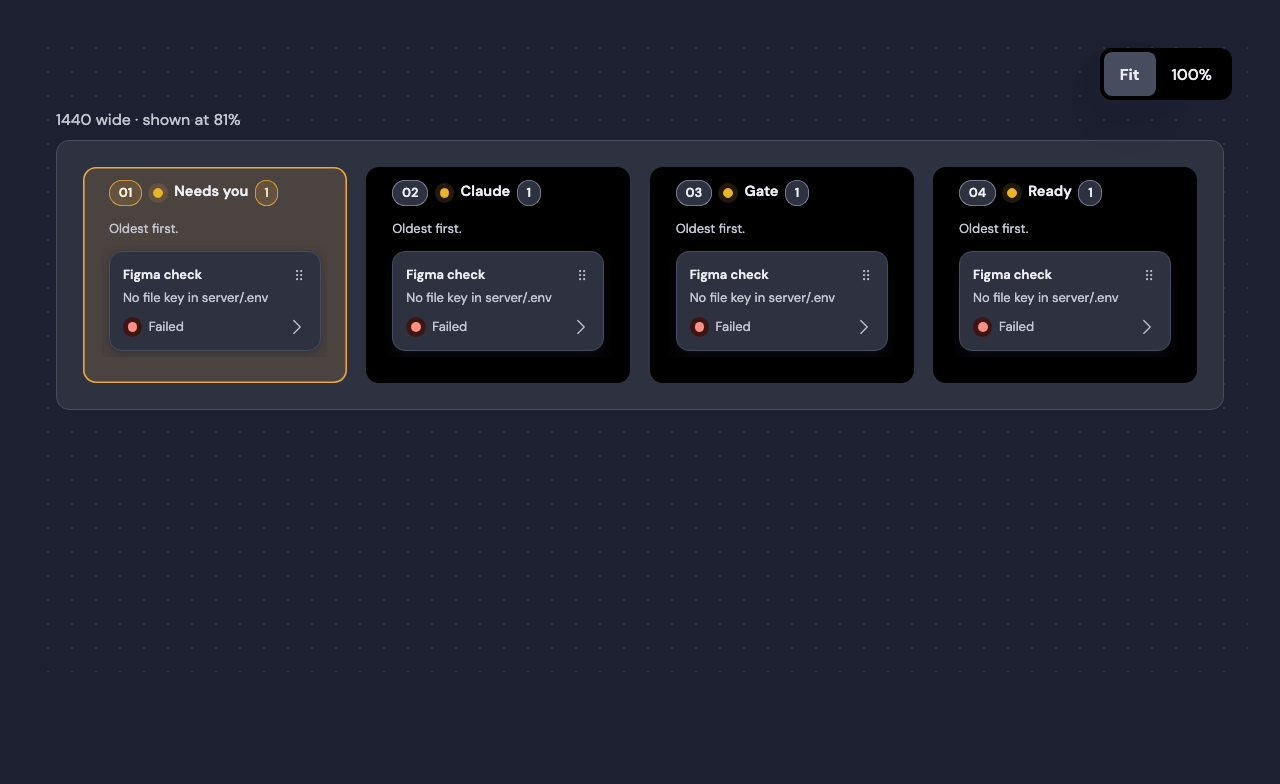 Fit 100%
1440 wide · shown at 81%
01 Needs you 1
Oldest first.
Figma check
No file key in server/.env
Failed
02 Claude 1
Oldest first.
Figma check
No file key in server/.env
Failed
03 Gate 1
Oldest first.
Figma check
No file key in server/.env
Failed
04 Ready 1
Oldest first.
Figma check
No file key in server/.env
Failed